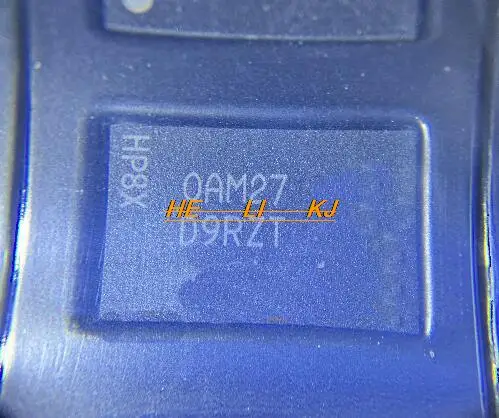 HP8X
0AM27
HE LI KJ
D9RZT